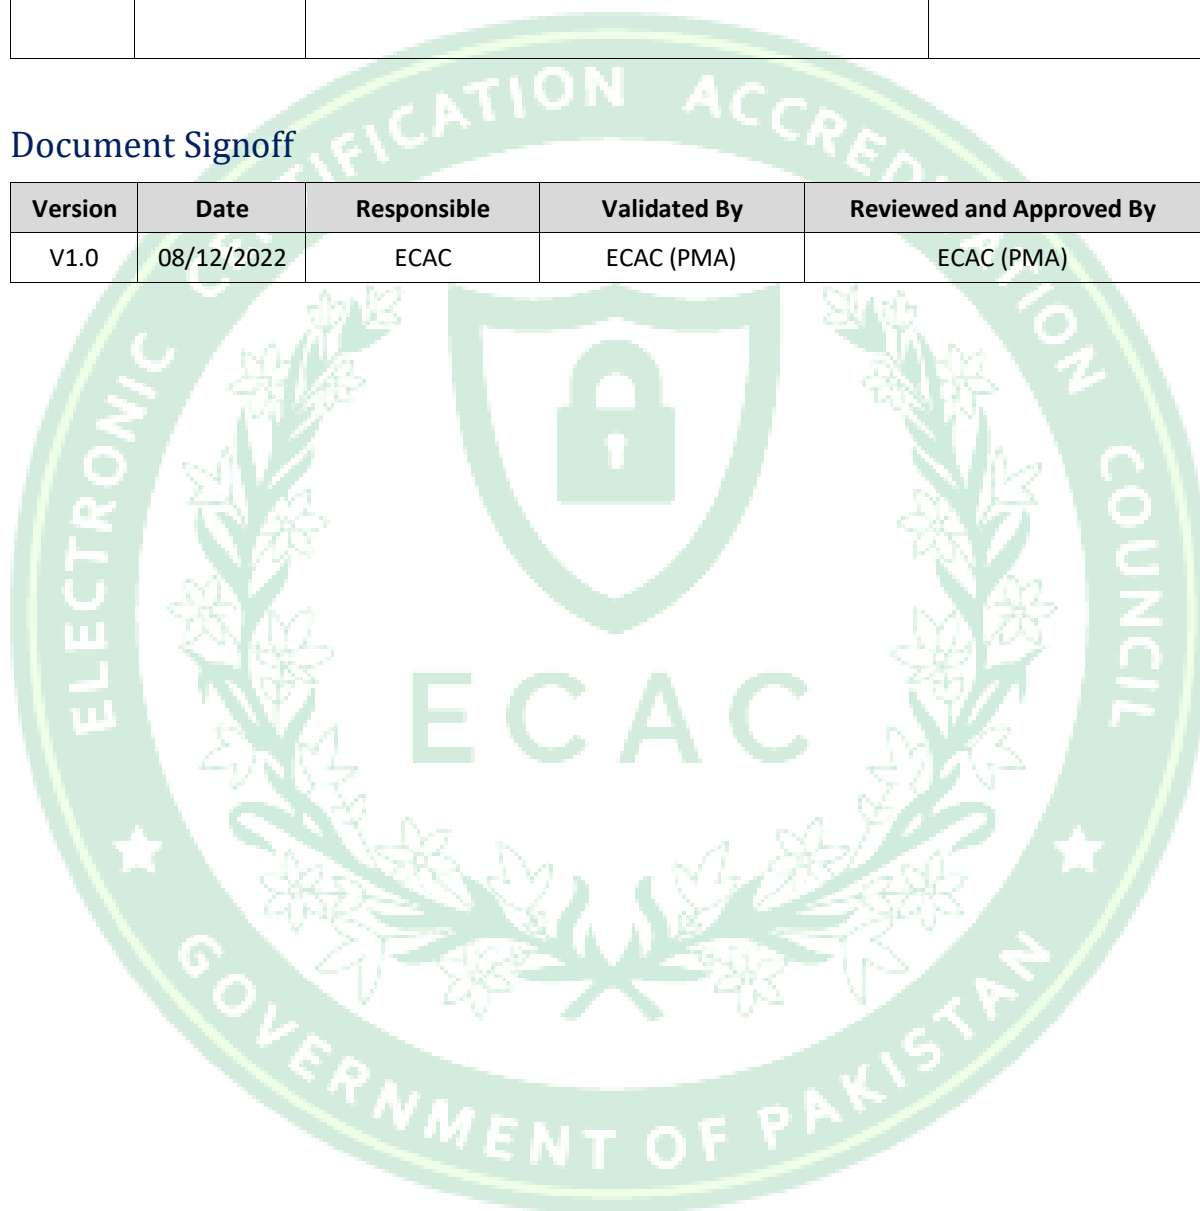 Document Signoff
Version Date Responsible Validated By Reviewed and Approved By
V1.0 08/12/2022 ECAC ECAC (PMA) ECAC (PMA)
ELECTRONIC CERTIFICATION ACCREDITATION COUNCIL
ECAC
GOVERNMENT OF PAKISTAN